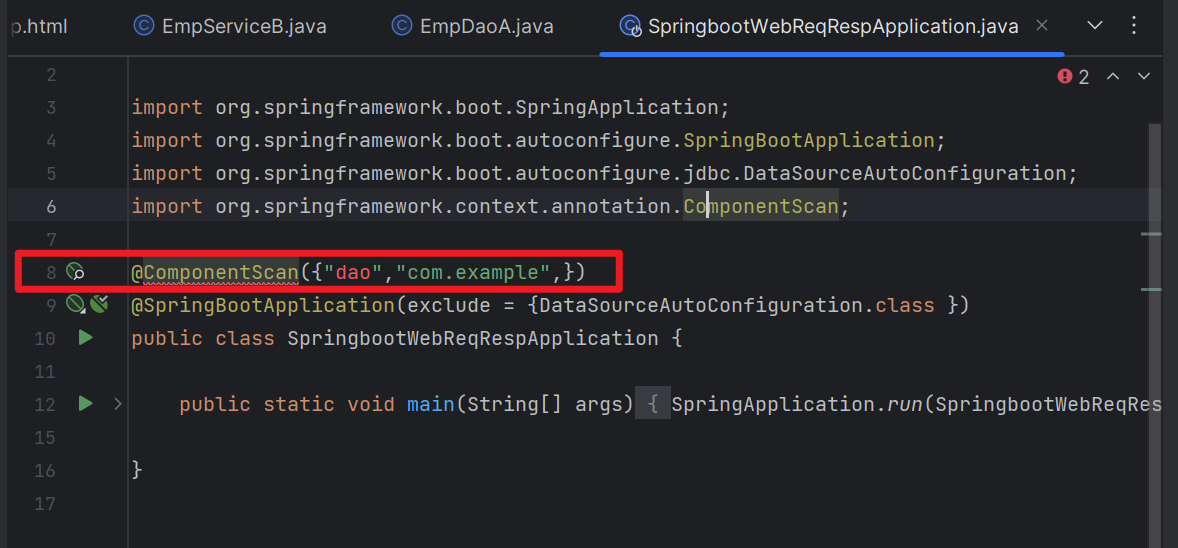 p.html EmpServiceB.java EmpDaoA.java SpringbootWebReqRespApplication.java
2
2
3 import org.springframework.boot.SpringApplication;
4 import org.springframework.boot.autoconfigure.SpringBootApplication;
5 import org.springframework.boot.autoconfigure.jdbc.DataSourceAutoConfiguration;
6 import org.springframework.context.annotation.ComponentScan;
7
8 @ComponentScan({"dao","com.example",})
9 @SpringBootApplication(exclude = {DataSourceAutoConfiguration.class })
10 public class SpringbootWebReqRespApplication {
11
12 public static void main(String[] args) { SpringApplication.run(SpringbootWebReqRes
15
16 }
17